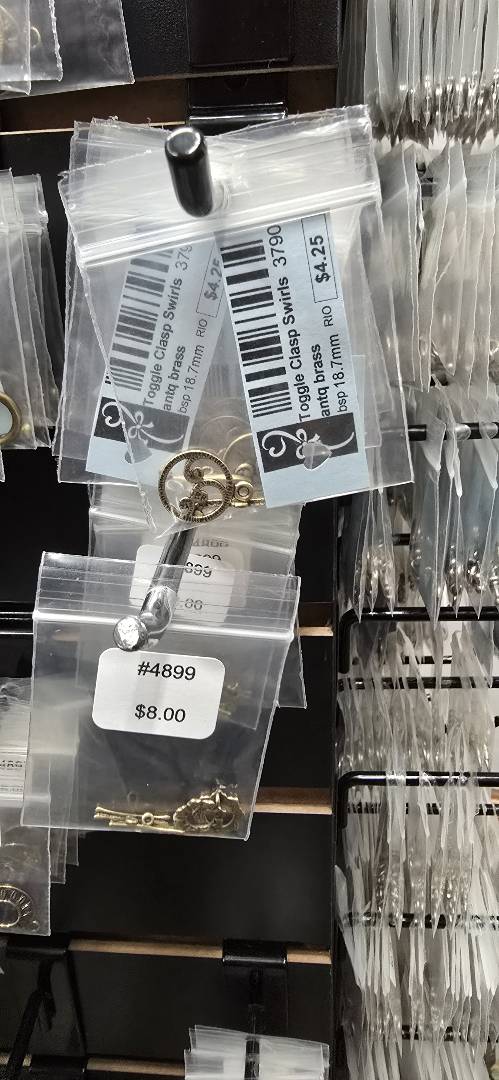 Toggle Clasp Swirls 3790
antq brass
bsp 18.7mm RIO $4.25
Toggle Clasp Swirls 379
antq brass
bsp 18.7mm RIO $4.25
#4899
$8.00